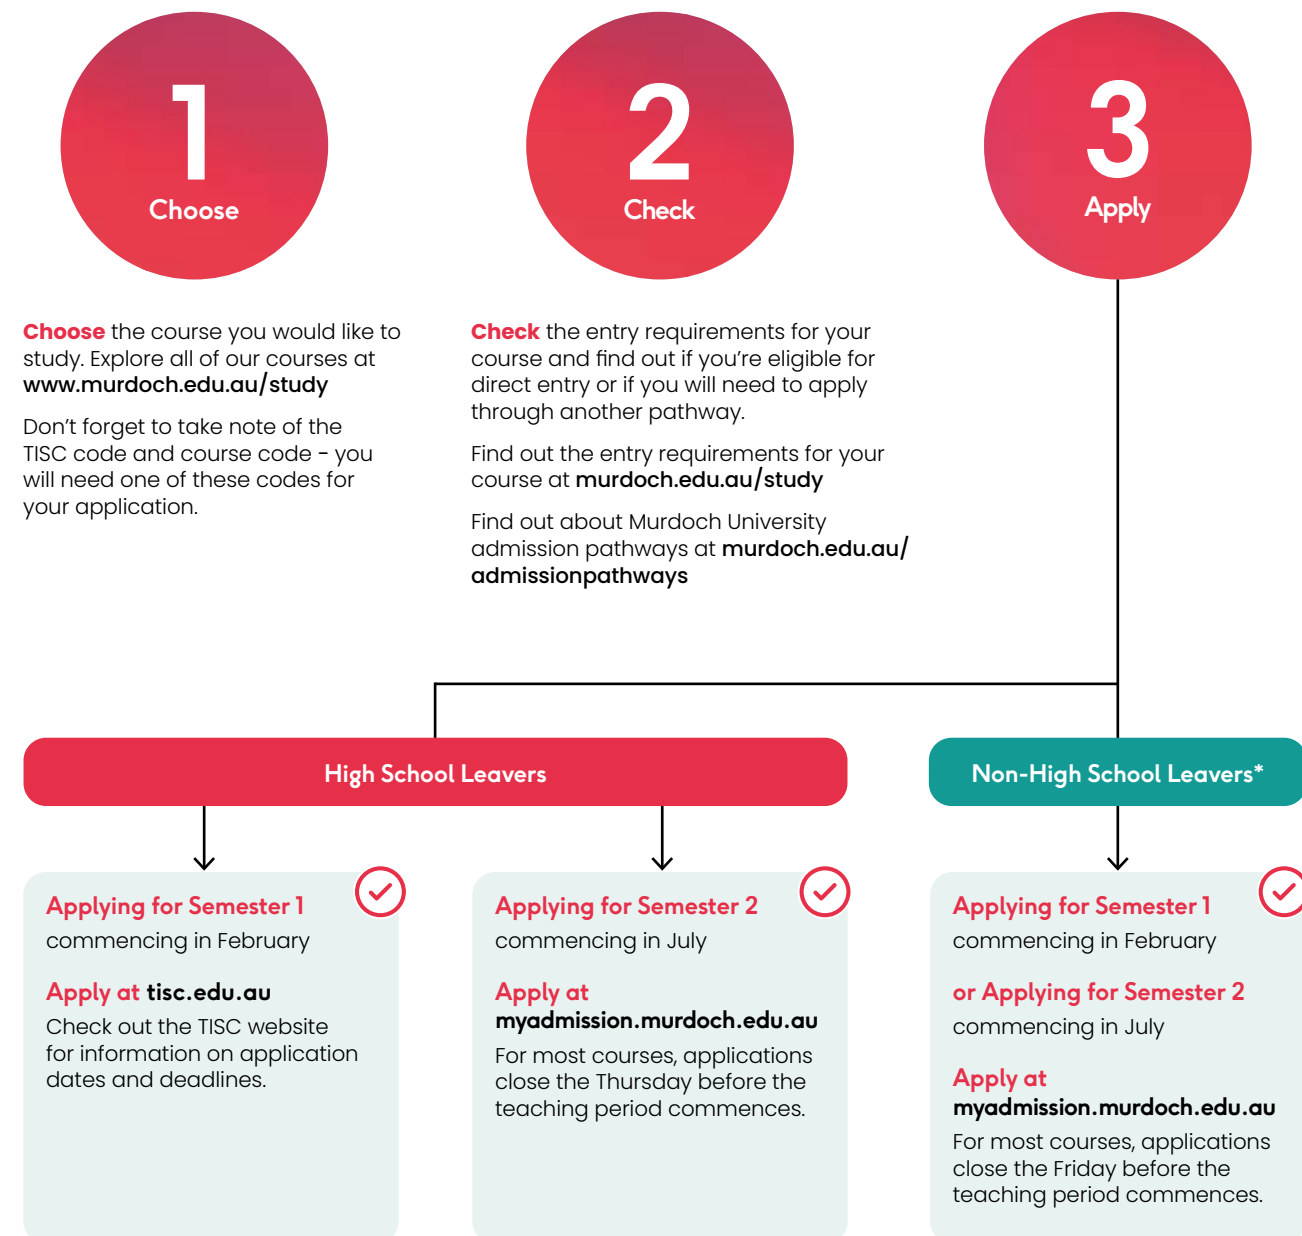 1
Choose
2
Check
3
Apply
Choose the course you would like to
study. Explore all of our courses at
www.murdoch.edu.au/study
Don't forget to take note of the
TISC code and course code - you
will need one of these codes for
your application.
Check the entry requirements for your
course and find out if you're eligible for
direct entry or if you will need to apply
through another pathway.
Find out the entry requirements for your
course at murdoch.edu.au/study
Find out about Murdoch University
admission pathways at murdoch.edu.au/
admissionpathways
High School Leavers
Non-High School Leavers*
Applying for Semester 1
commencing in February
Apply at tisc.edu.au
Check out the TISC website
for information on application
dates and deadlines.
Applying for Semester 2
commencing in July
Apply at
myadmission.murdoch.edu.au
For most courses, applications
close the Thursday before the
teaching period commences.
Applying for Semester 1
commencing in February
or Applying for Semester 2
commencing in July
Apply at
myadmission.murdoch.edu.au
For most courses, applications
close the Friday before the
teaching period commences.